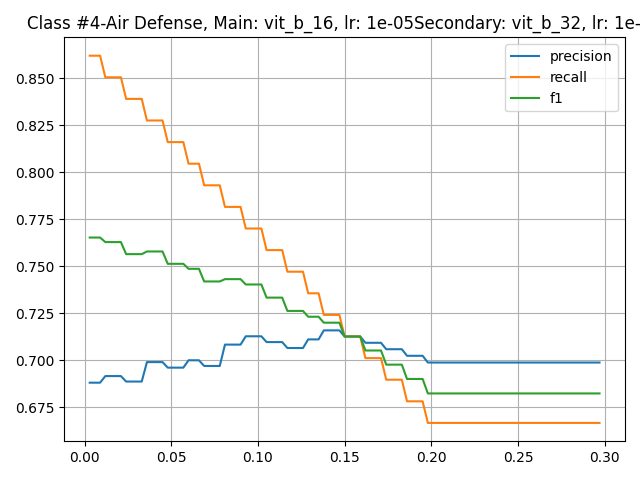 Class #4-Air Defense, Main: vit_b_16, lr: 1e-05Secondary: vit_b_32, lr: 1e-
precision
recall
f1
0.850
0.825
0.800
0.775
0.750
0.725
0.700
0.675
0.00 0.05 0.10 0.15 0.20 0.25 0.30